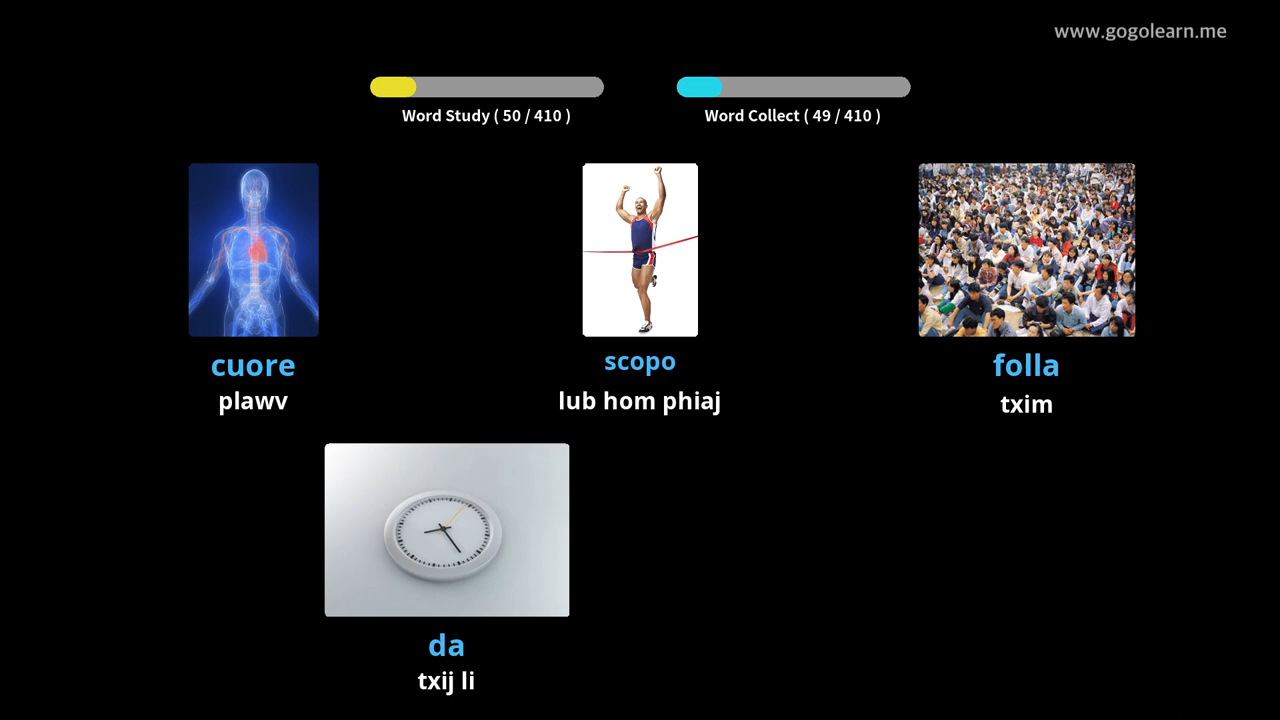 www.gogolearn.me
Word Study ( 50 / 410 )
Word Collect ( 49 / 410 )
cuore
plawv
scopo
lub hom phiaj
folla
txim
da
txij li